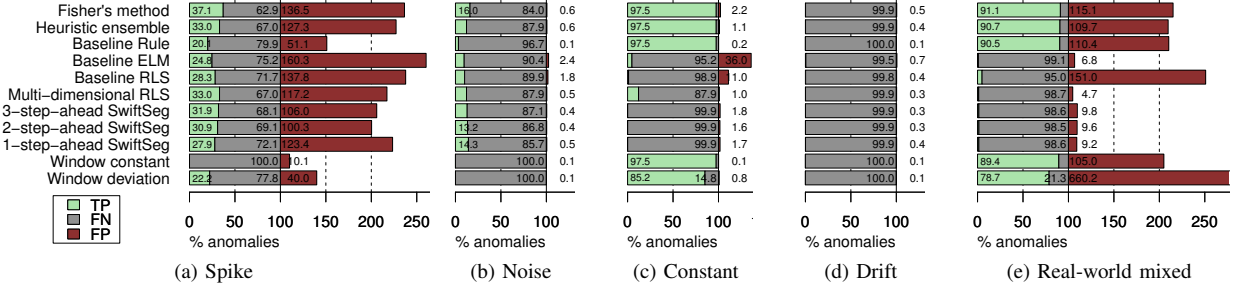 Fisher's method 37.1 62.9 136.5 16.0 84.0 0.6 97.5 2.2 99.9 0.5 91.1 115.1
Heuristic ensemble 33.0 67.0 127.3 87.9 0.6 97.5 1.1 99.9 0.4 90.7 109.7
Baseline Rule 20.1 79.9 51.1 96.7 0.1 97.5 0.2 100.0 0.1 90.5 110.4
Baseline ELM 24.8 75.2 160.3 90.4 2.4 95.2 36.0 99.5 0.7 99.1 6.8
Baseline RLS 28.3 71.7 137.8 89.9 1.8 98.9 11.0 99.8 0.4 95.0 151.0
Multi-dimensional RLS 33.0 67.0 117.2 87.9 0.5 87.9 1.0 99.9 0.3 98.7 4.7
3-step-ahead SwiftSeg 31.9 68.1 106.0 87.1 0.4 99.9 1.8 99.9 0.3 98.6 9.8
2-step-ahead SwiftSeg 30.9 69.1 100.3 13.2 86.8 0.4 99.9 1.6 99.9 0.3 98.5 9.6
1-step-ahead SwiftSeg 27.9 72.1 123.4 14.3 85.7 0.5 99.9 1.7 99.9 0.4 98.6 9.2
Window constant 100.0 10.1 100.0 0.1 97.5 0.1 100.0 0.1 89.4 105.0
Window deviation 22.2 77.8 40.0 100.0 0.1 85.2 14.8 0.8 100.0 0.1 78.7 21.3 660.2
TP
FN
FP
0 50 100 150 200 250 0 50 100 0 50 100 0 50 100 0 50 100 150 200 250
% anomalies % anomalies % anomalies % anomalies % anomalies
(a) Spike (b) Noise (c) Constant (d) Drift (e) Real-world mixed